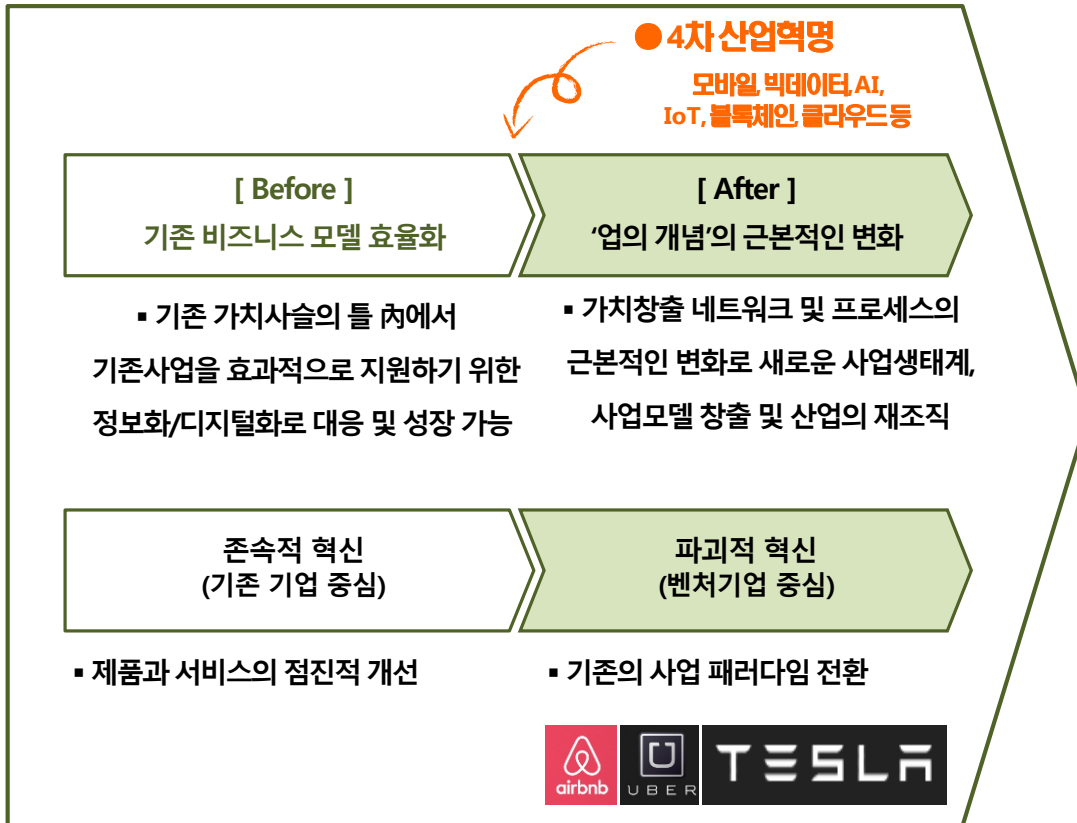 ● 4차 산업혁명
모바일, 빅데이터, AI,
IoT, 블록체인, 클라우드 등
[ Before ]
기존 비즈니스 모델 효율화
[ After ]
‘업의 개념’의 근본적인 변화
▪ 기존 가치사슬의 틀 內에서
기존사업을 효과적으로 지원하기 위한
정보화/디지털화로 대응 및 성장 가능
▪ 가치창출 네트워크 및 프로세스의
근본적인 변화로 새로운 사업생태계,
사업모델 창출 및 산업의 재조직
존속적 혁신
(기존 기업 중심)
파괴적 혁신
(벤처기업 중심)
▪ 제품과 서비스의 점진적 개선
▪ 기존의 사업 패러다임 전환
airbnb
UBER
TESLA